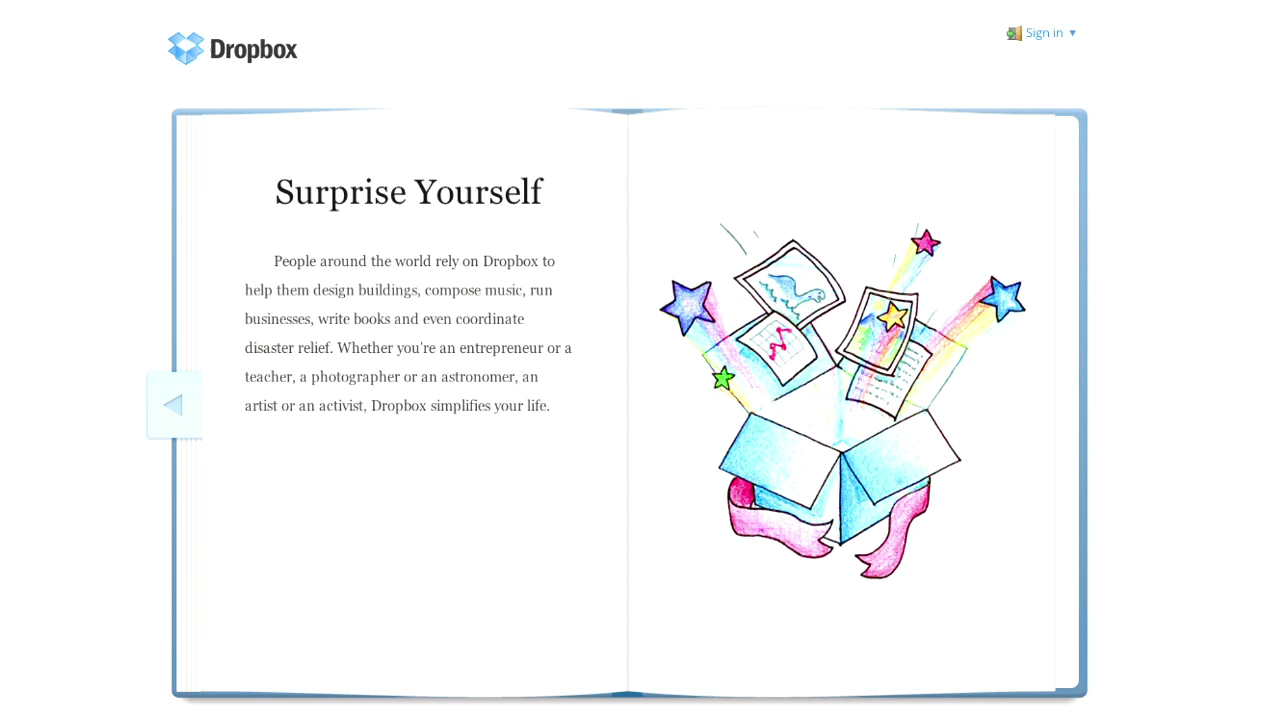 Dropbox
Sign in ▼
Surprise Yourself
People around the world rely on Dropbox to
help them design buildings, compose music, run
businesses, write books and even coordinate
disaster relief. Whether you're an entrepreneur or a
teacher, a photographer or an astronomer, an
artist or an activist, Dropbox simplifies your life.